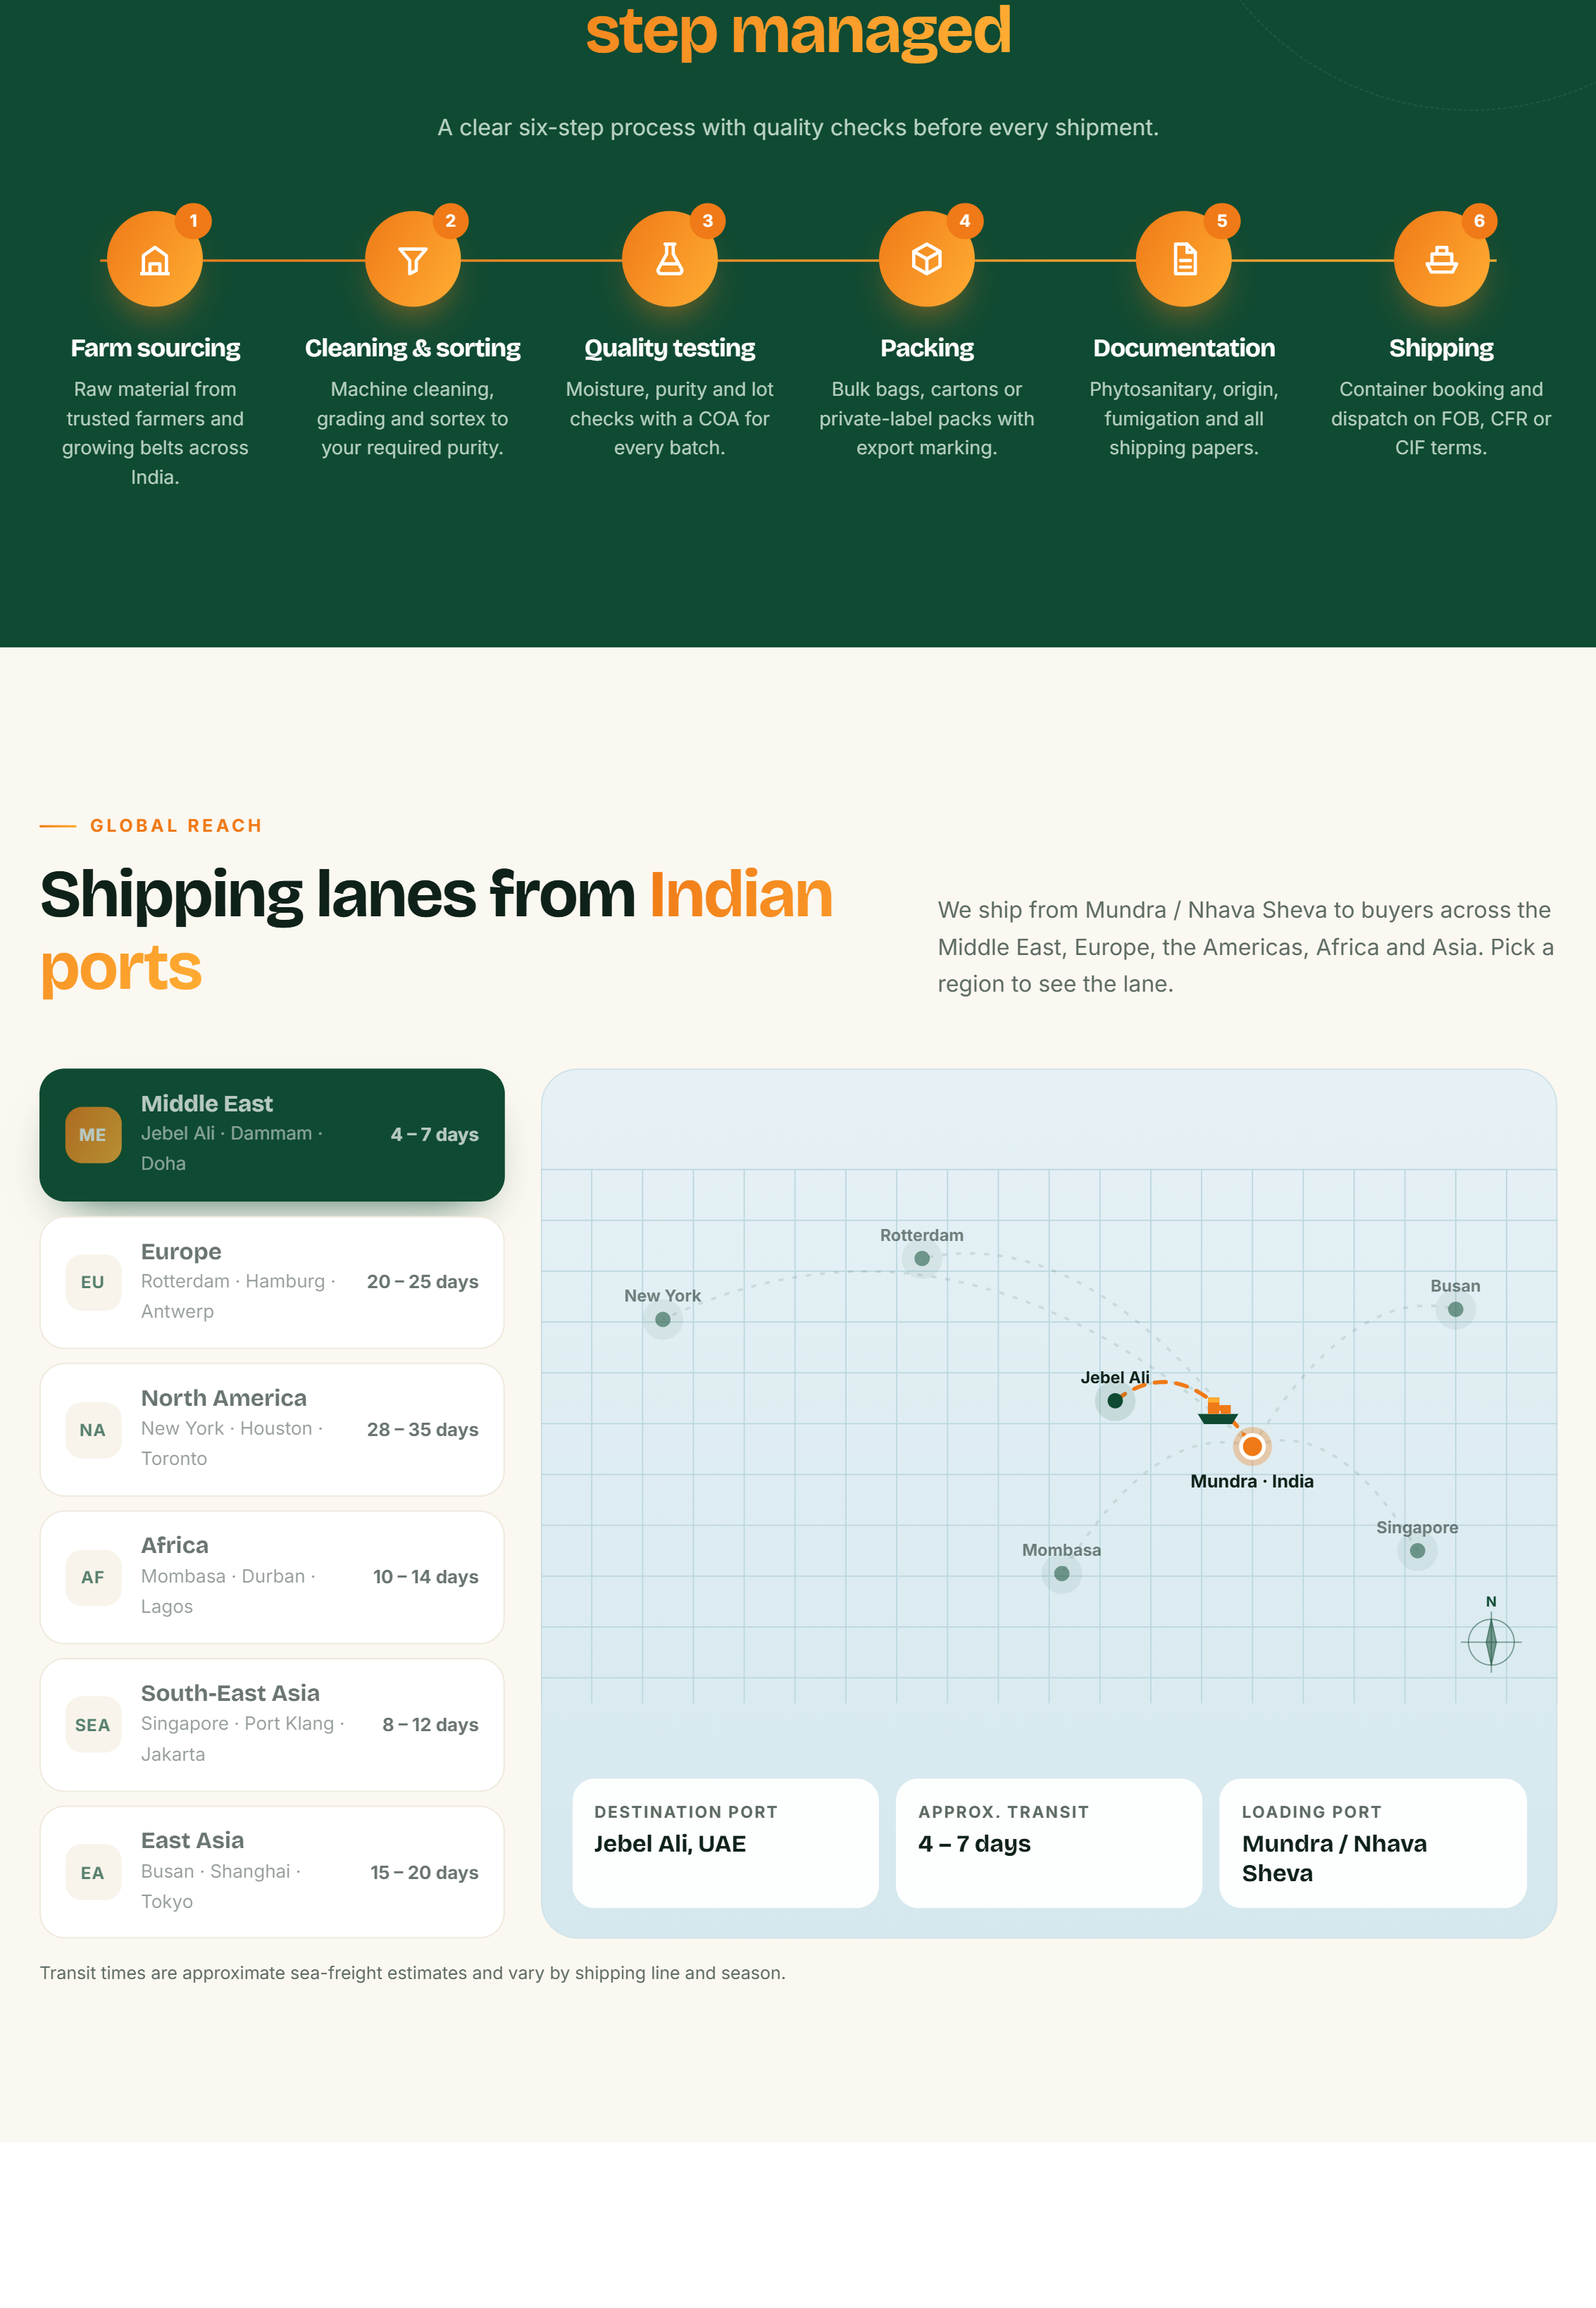 step managed
A clear six-step process with quality checks before every shipment.
1
2
3
4
5
6
Farm sourcing
Raw material from
trusted farmers and
growing belts across
India.
Cleaning & sorting
Machine cleaning,
grading and sortex to
your required purity.
Quality testing
Moisture, purity and lot
checks with a COA for
every batch.
Packing
Bulk bags, cartons or
private-label packs with
export marking.
Documentation
Phytosanitary, origin,
fumigation and all
shipping papers.
Shipping
Container booking and
dispatch on FOB, CFR or
CIF terms.
GLOBAL REACH
Shipping lanes from Indian
ports
We ship from Mundra / Nhava Sheva to buyers across the
Middle East, Europe, the Americas, Africa and Asia. Pick a
region to see the lane.
ME
Middle East
Jebel Ali · Dammam ·
Doha
4 – 7 days
EU
Europe
Rotterdam · Hamburg ·
Antwerp
20 – 25 days
NA
North America
New York · Houston ·
Toronto
28 – 35 days
AF
Africa
Mombasa · Durban ·
Lagos
10 – 14 days
SEA
South-East Asia
Singapore · Port Klang ·
Jakarta
8 – 12 days
EA
East Asia
Busan · Shanghai ·
Tokyo
15 – 20 days
Rotterdam
New York
Busan
Jebel Ali
Mundra · India
Singapore
Mombasa
N
DESTINATION PORT
Jebel Ali, UAE
APPROX. TRANSIT
4 – 7 days
LOADING PORT
Mundra / Nhava
Sheva
Transit times are approximate sea-freight estimates and vary by shipping line and season.